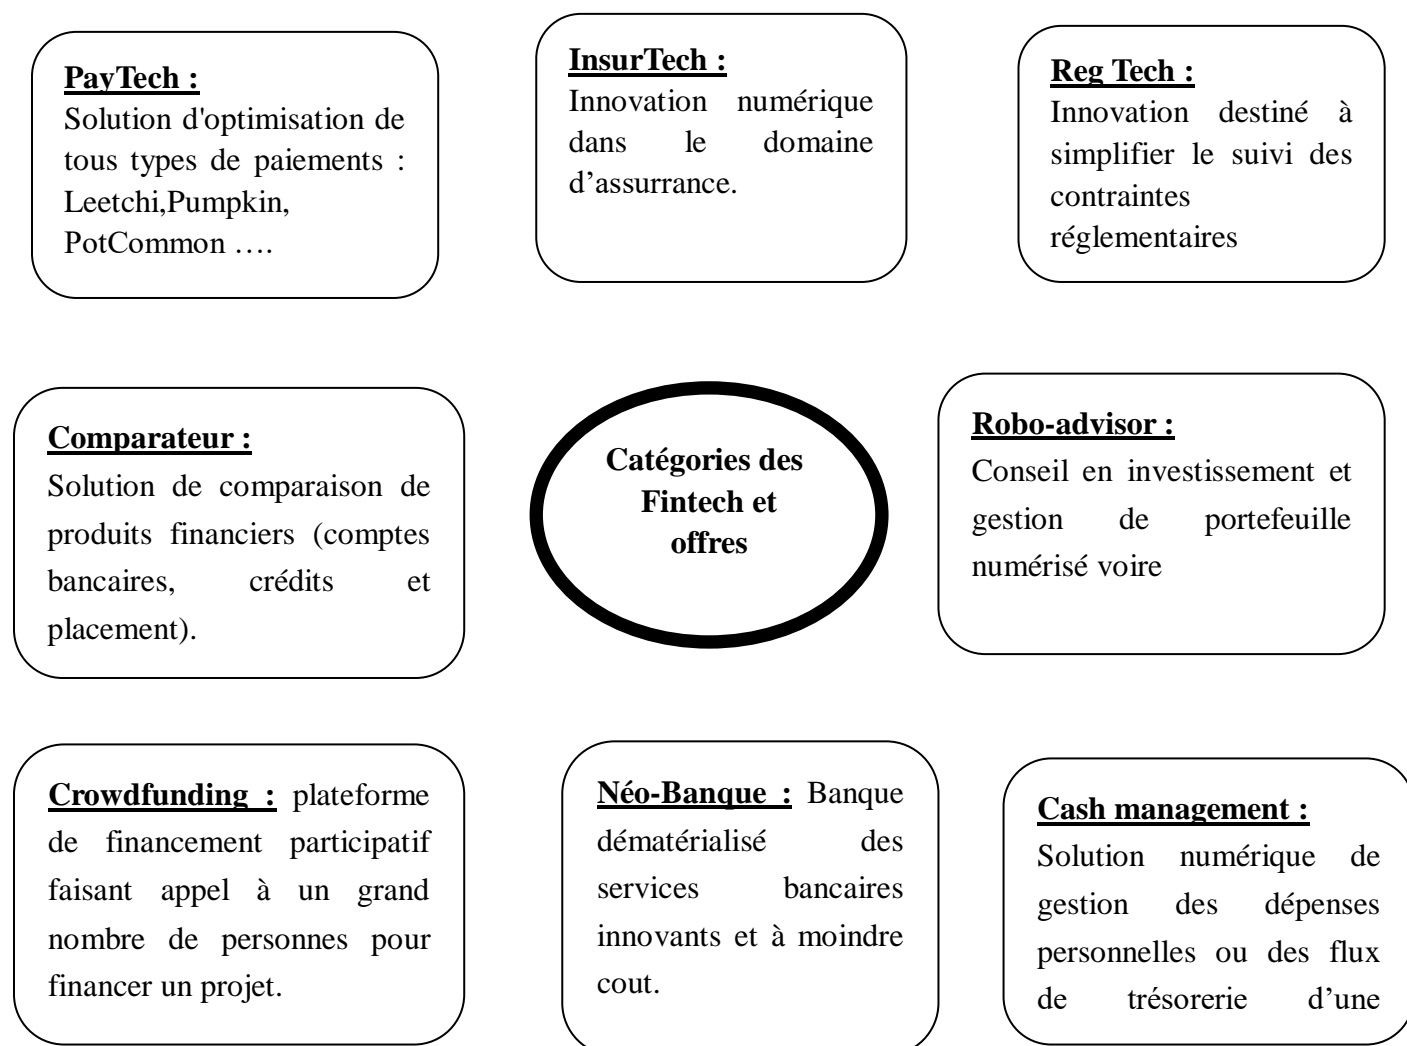 PayTech :
Solution d'optimisation de
tous types de paiements :
Leetchi,Pumpkin,
PotCommon ….
InsurTech :
Innovation numérique
dans le domaine
d’assurrance.
Reg Tech :
Innovation destiné à
simplifier le suivi des
contraintes
réglementaires
Comparateur :
Solution de comparaison de
produits financiers (comptes
bancaires, crédits et
placement).
Catégories des
Fintech et
offres
Robo-advisor :
Conseil en investissement et
gestion de portefeuille
numérisé voire
Crowdfunding : plateforme
de financement participatif
faisant appel à un grand
nombre de personnes pour
financer un projet.
Néo-Banque : Banque
dématérialisé des
services bancaires
innovants et à moindre
cout.
Cash management :
Solution numérique de
gestion des dépenses
personnelles ou des flux
de trésorerie d’une